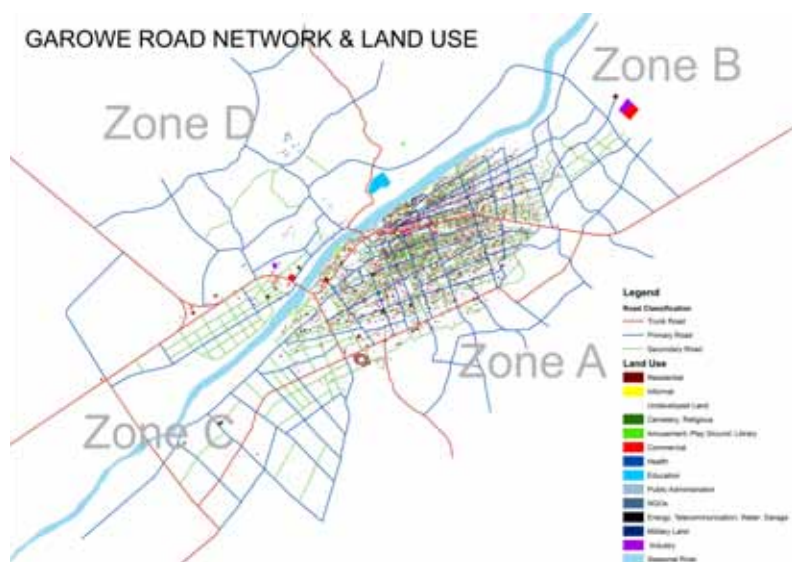 GAROWE ROAD NETWORK & LAND USE
Zone B
Zone D
Zone A
Zone C
Legend
Road Classification
Trunk Road
Primary Road
Secondary Road
Land Use
Residential
Informal
Undeveloped Land
Cemetery, Religious
Amusement, Play Ground, Library
Commercial
Health
Education
Public Administration
NGOs
Energy, Telecommunication, Water, Garage
Military Land
Industry
Seasonal River